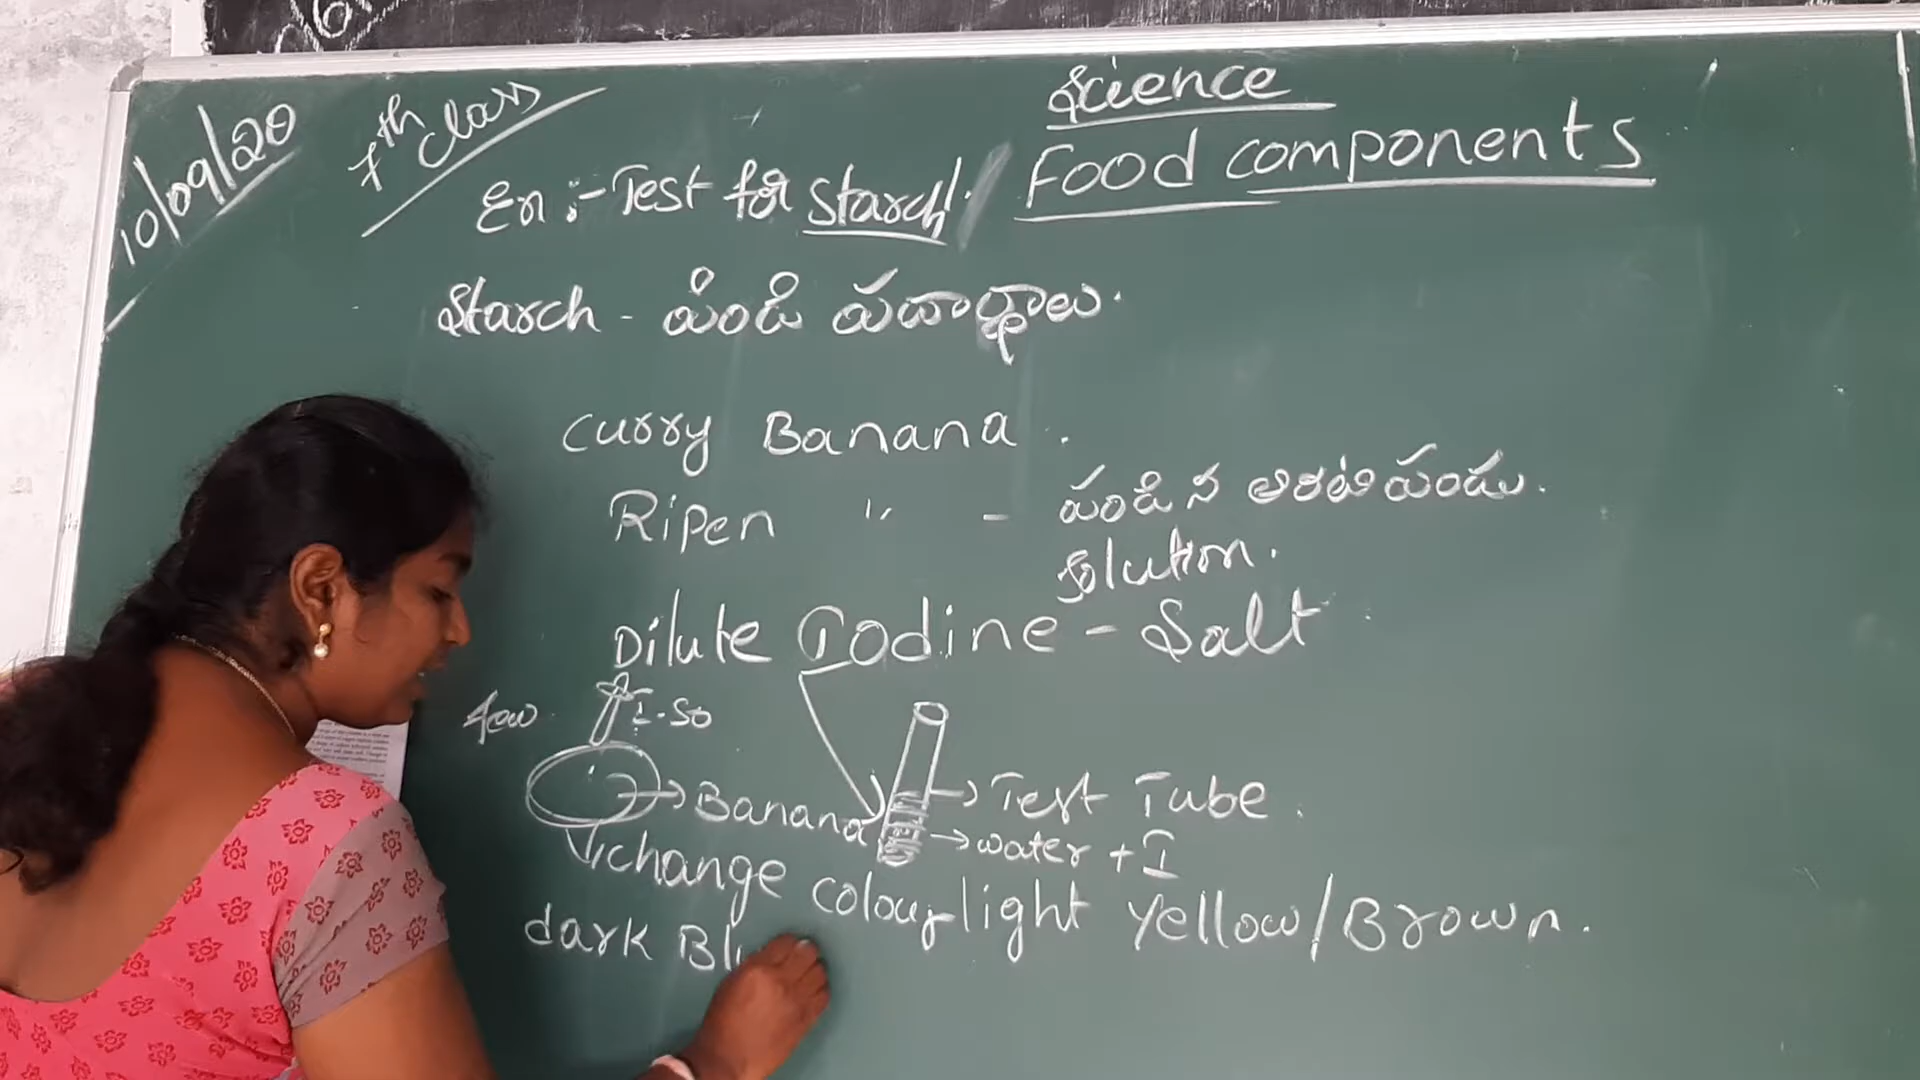 10/09/20
7th class
Science
Food components
En :- Test for starch
Starch - పిండి పదార్థాలు.
Curry Banana.
Ripen " - పండిన అరటిపండు.
Solution.
Dilute Iodine - Salt
few I-So
Banana
Test Tube.
water + I
change colour light Yellow/Brown.
dark Bl